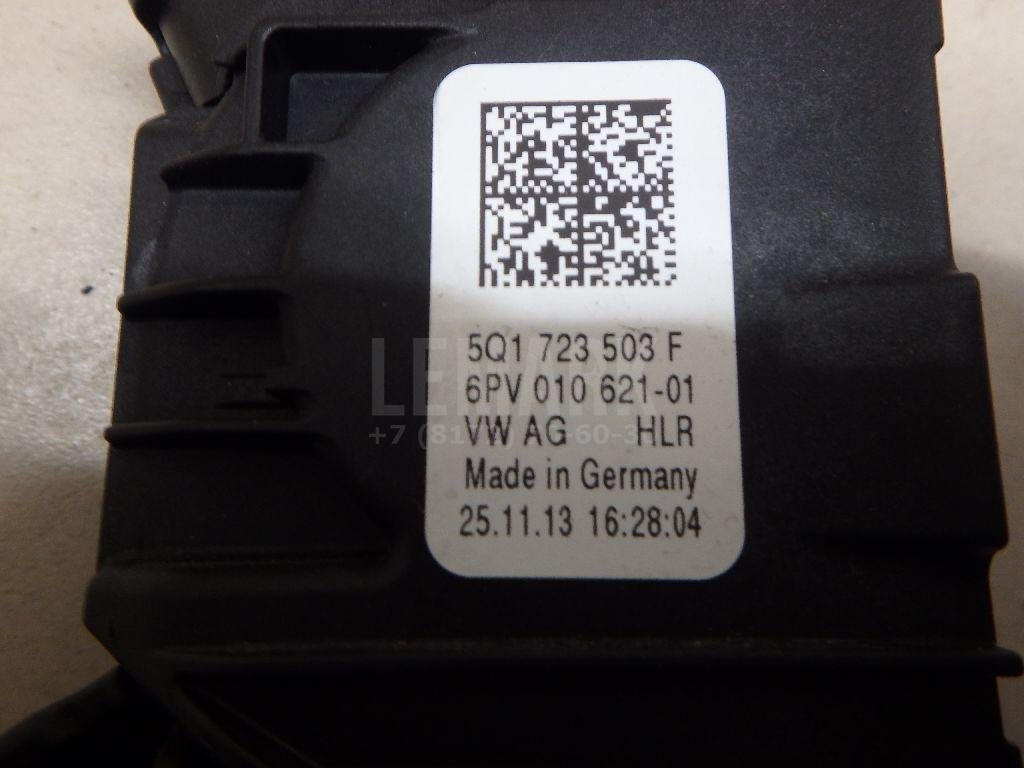 5Q1 723 503 F
6PV 010 621-01
VW AG HLR
Made in Germany
25.11.13 16:28:04